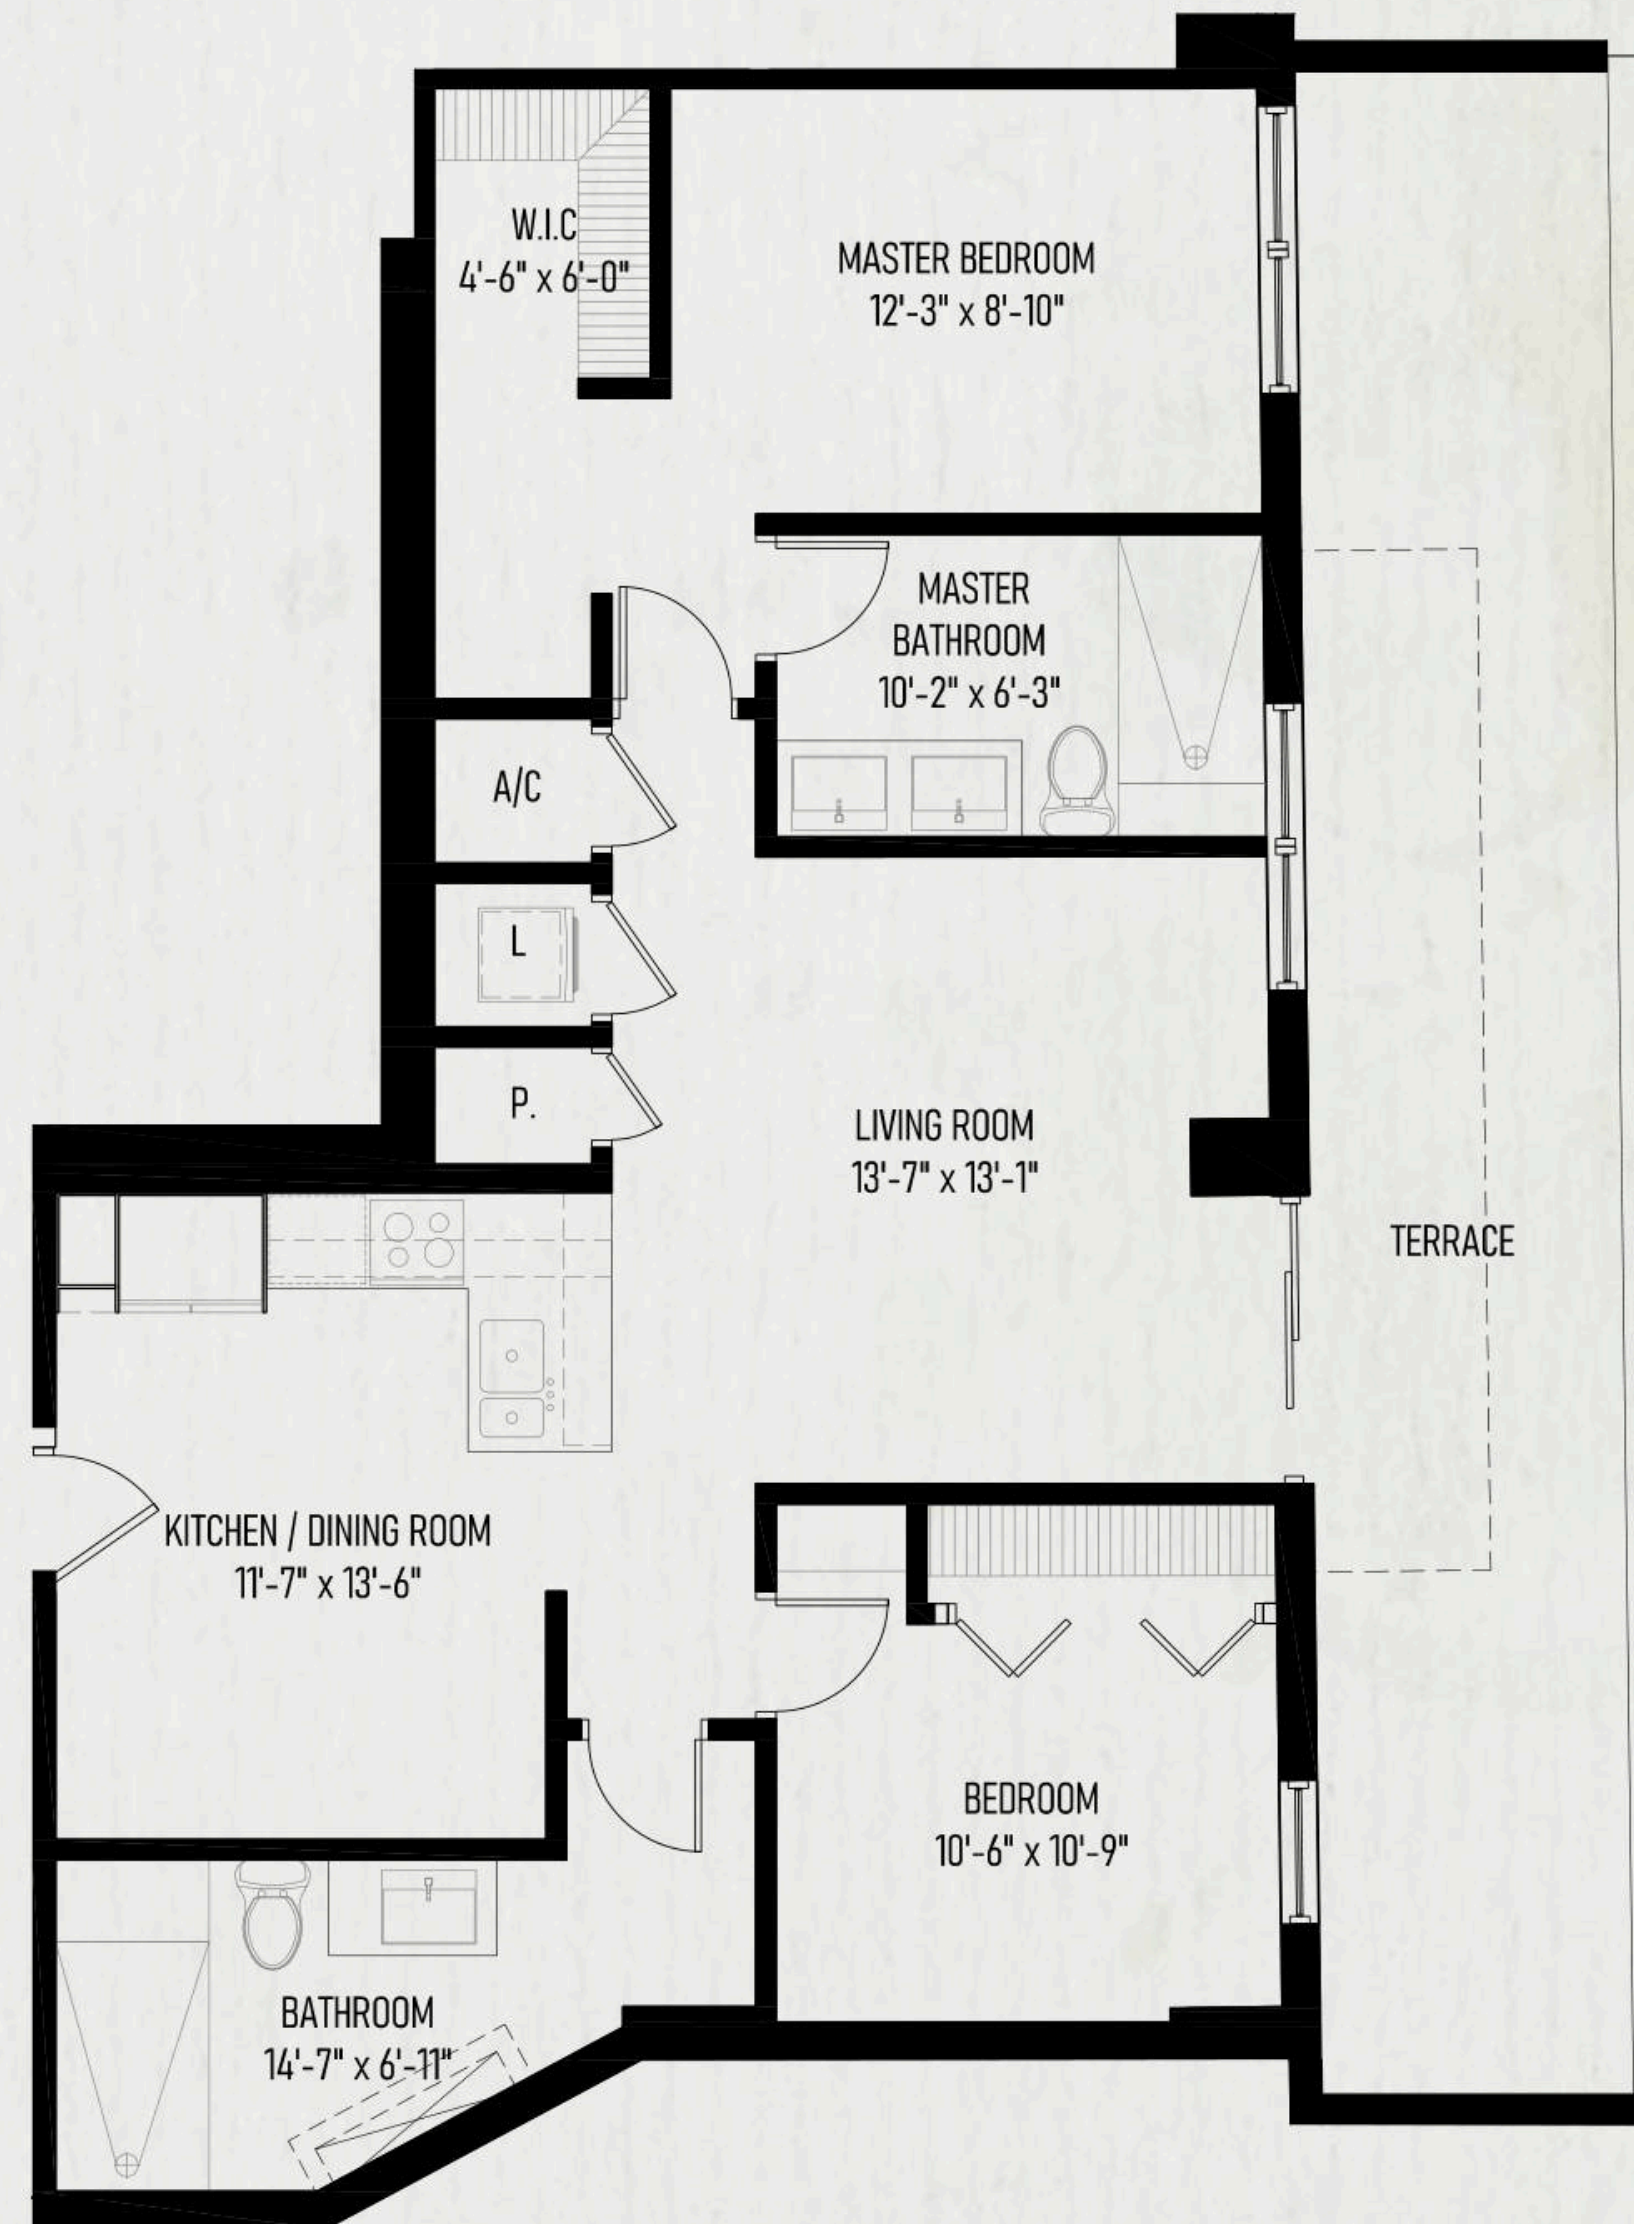 W.I.C
4'-6" x 6'-0"
MASTER BEDROOM
12'-3" x 8'-10"
MASTER
BATHROOM
10'-2" x 6'-3"
A/C
L
P.
LIVING ROOM
13'-7" x 13'-1"
TERRACE
KITCHEN / DINING ROOM
11'-7" x 13'-6"
BEDROOM
10'-6" x 10'-9"
BATHROOM
14'-7" x 6'-11"